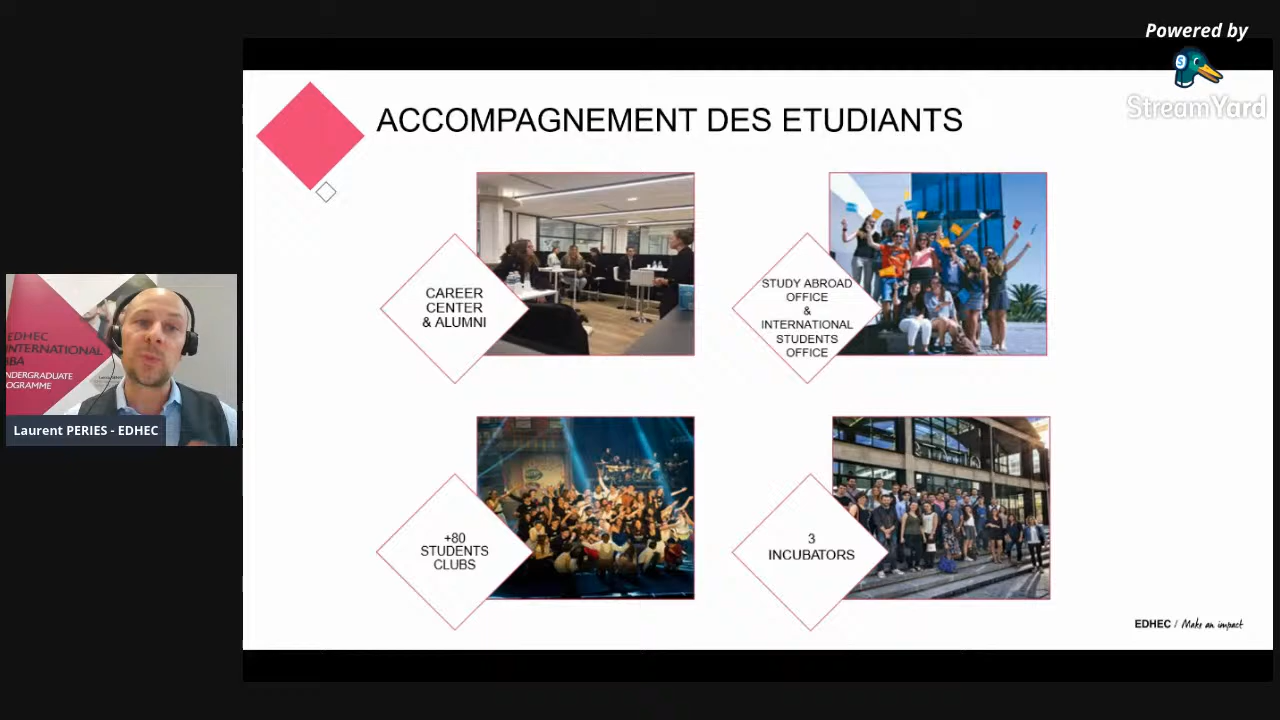 Powered by
StreamYard
ACCOMPAGNEMENT DES ETUDIANTS
CAREER
CENTER
& ALUMNI
STUDY ABROAD
OFFICE
&
INTERNATIONAL
STUDENTS
OFFICE
EDHEC
INTERNATIONAL
BBA
UNDERGRADUATE
PROGRAMME
Laurent PERIES - EDHEC
+80
STUDENTS
CLUBS
3
INCUBATORS
EDHEC / Make an impact